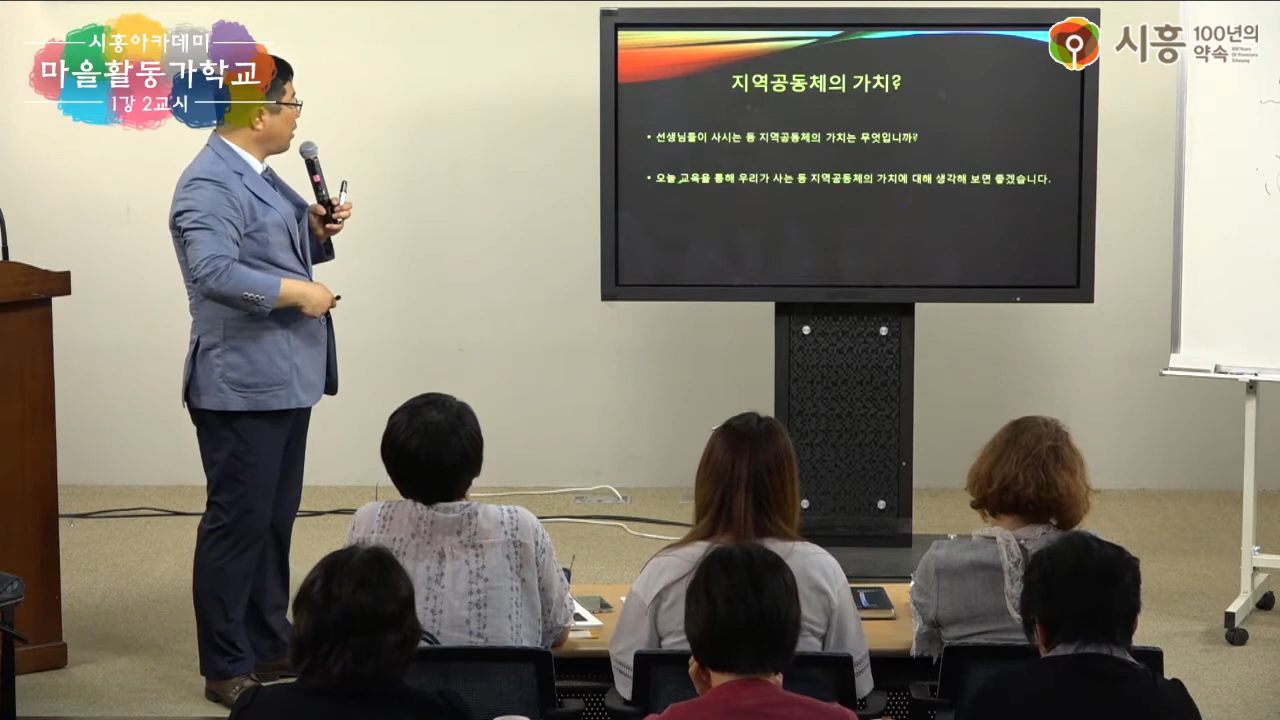 시흥아카데미
마을활동가학교
1강 2교시
시흥 100년의 약속
지역공동체의 가치?
• 선생님들이 사시는 동 지역공동체의 가치는 무엇입니까?
• 오늘 교육을 통해 우리가 사는 동 지역공동체의 가치에 대해 생각해 보면 좋겠습니다.